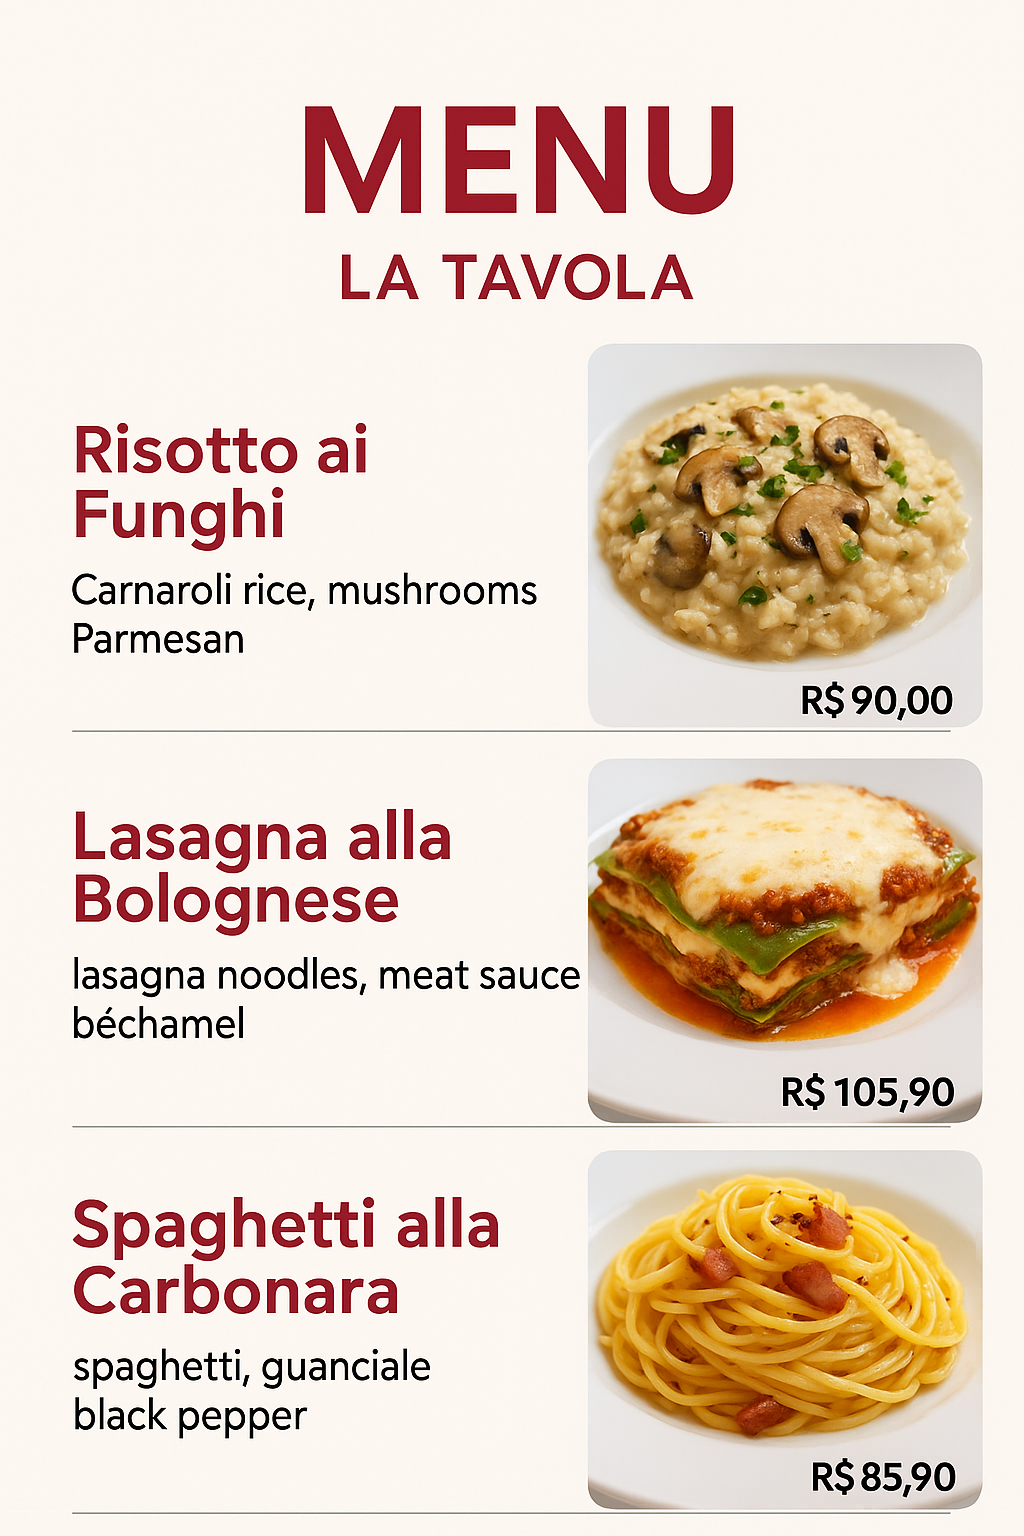 MENU
LA TAVOLA
Risotto ai
Funghi
Carnaroli rice, mushrooms
Parmesan
R$ 90,00
Lasagna alla
Bolognese
lasagna noodles, meat sauce
béchamel
R$ 105,90
Spaghetti alla
Carbonara
spaghetti, guanciale
black pepper
R$ 85,90